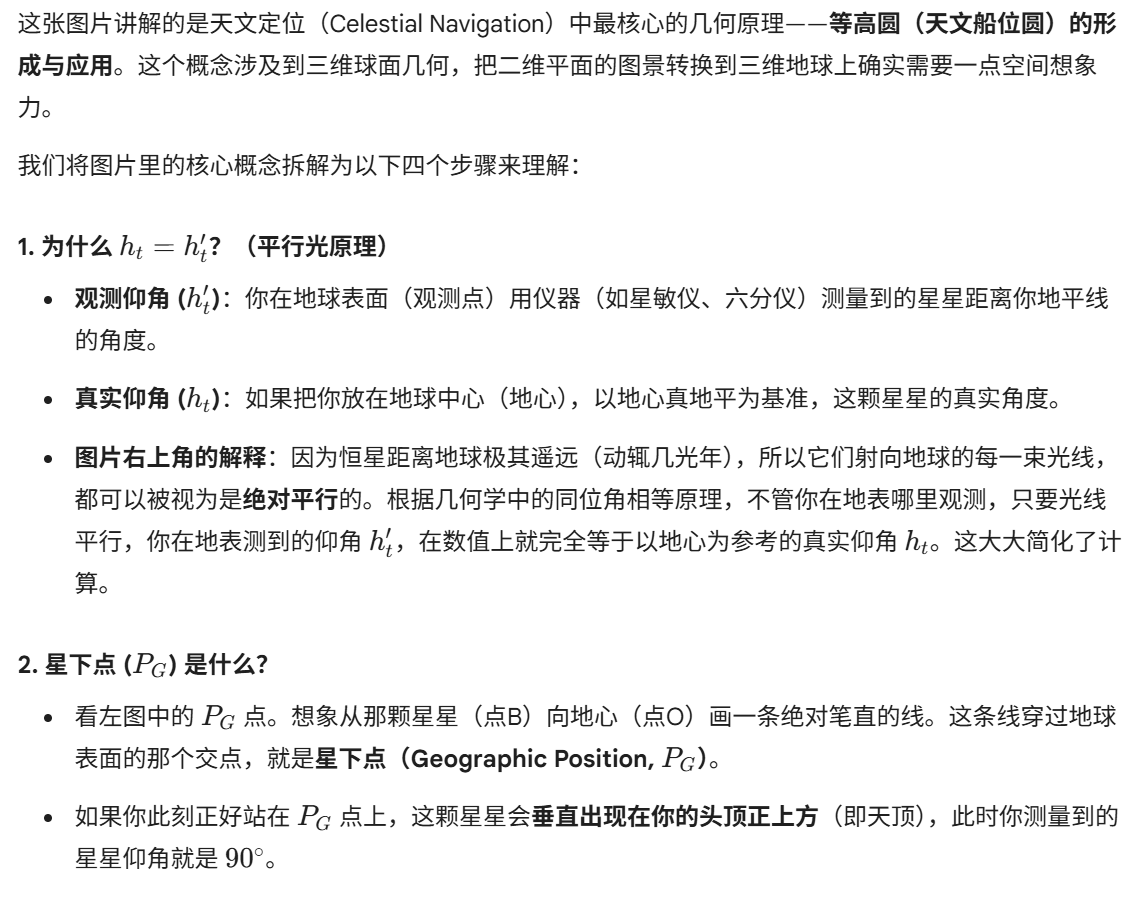 这张图片讲解的是天文定位（Celestial Navigation）中最核心的几何原理——等高圆（天文船位圆）的形
成与应用。这个概念涉及到三维球面几何，把二维平面的图景转换到三维地球上确实需要一点空间想象
力。
我们将图片里的核心概念拆解为以下四个步骤来理解：
1. 为什么 hₜ = h′ₜ？（平行光原理）
• 观测仰角 (h′ₜ)：你在地球表面（观测点）用仪器（如星敏仪、六分仪）测量到的星星距离你地平线
的角度。
• 真实仰角 (hₜ)：如果把你放在地球中心（地心），以地心真地平为基准，这颗星星的真实角度。
• 图片右上角的解释：因为恒星距离地球极其遥远（动辄几光年），所以它们射向地球的每一束光线，
都可以被视为是绝对平行的。根据几何学中的同位角相等原理，不管你在地表哪里观测，只要光线
平行，你在地表测到的仰角 h′ₜ，在数值上就完全等于以地心为参考的真实仰角 hₜ。这大大简化了计
算。
2. 星下点 (P_G) 是什么？
• 看左图中的 P_G 点。想象从那颗星星（点B）向地心（点O）画一条绝对笔直的线。这条线穿过地球
表面的那个交点，就是星下点（Geographic Position, P_G）。
• 如果你此刻正好站在 P_G 点上，这颗星星会垂直出现在你的头顶正上方（即天顶），此时你测量到的
星星仰角就是 90°。